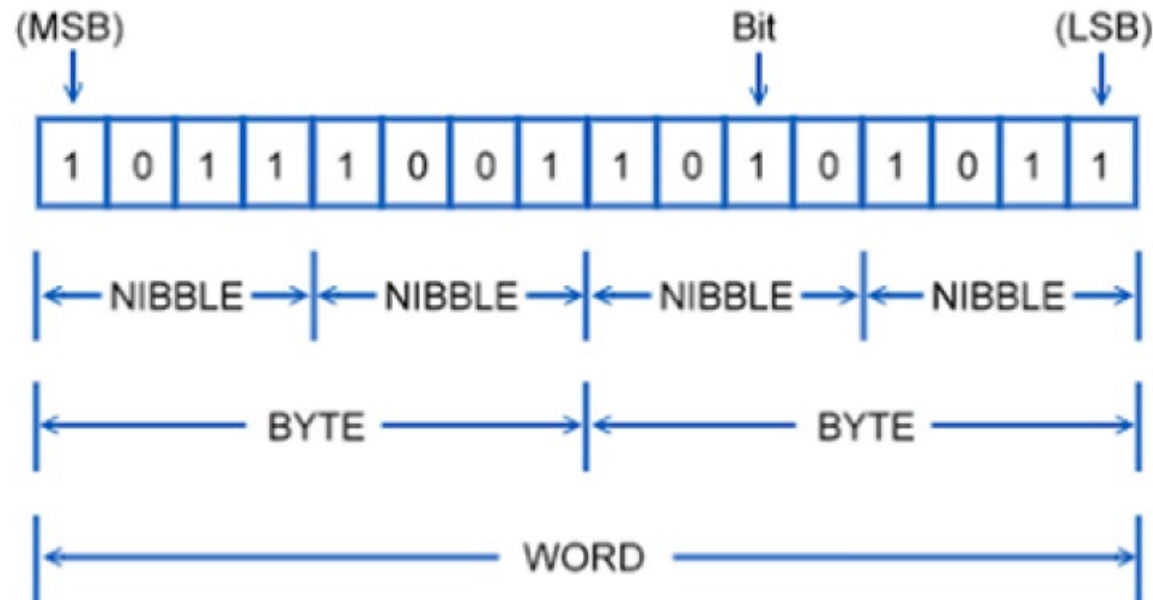 (MSB) Bit (LSB)
1 0 1 1 1 0 0 1 1 0 1 0 1 0 1 1
NIBBLE NIBBLE NIBBLE NIBBLE
BYTE BYTE
WORD